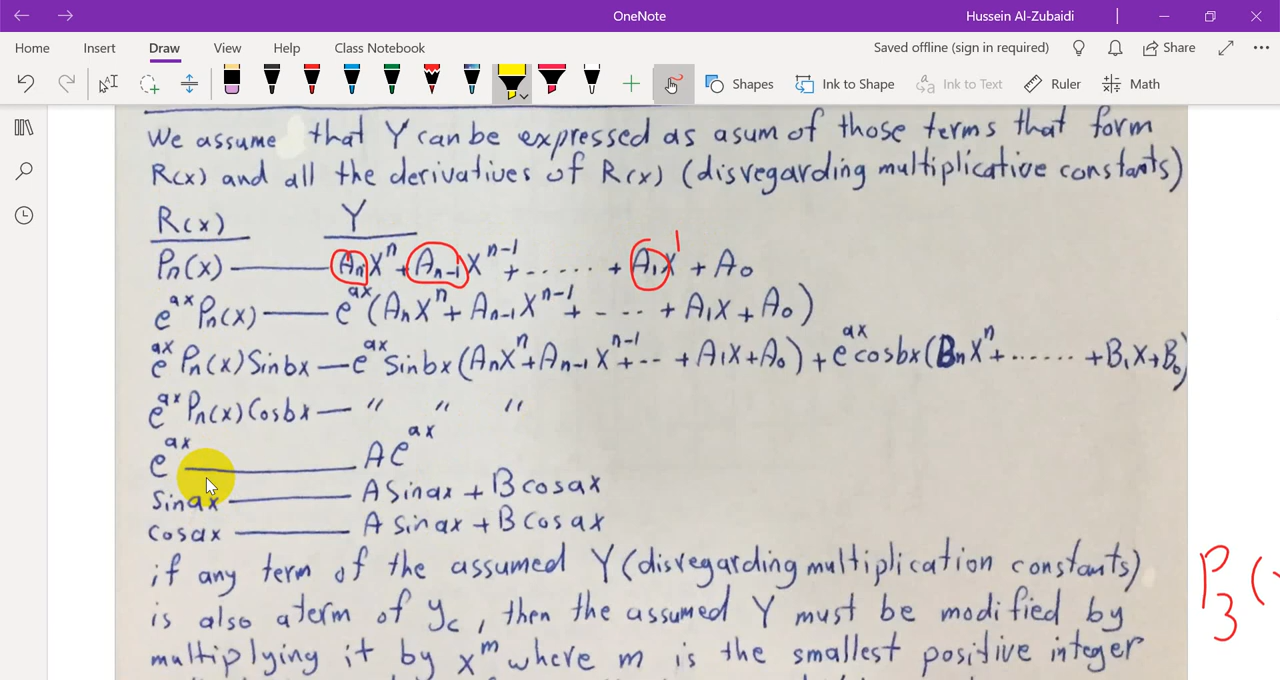 OneNote
Hussein Al-Zubaidi
Home Insert Draw View Help Class Notebook
Saved offline (sign in required) Share
Shapes Ink to Shape Ink to Text Ruler Math
We assume that Y can be expressed as a sum of those terms that form
R(x) and all the derivatives of R(x) (disregarding multiplicative constants)
R(x) Y
Pn(x) —— Anx^n + An-1 x^n-1 + ...... + A1x^1 + A0
e^ax Pn(x) —— e^ax (Anx^n + An-1 x^n-1 + --- + A1x + A0)
e^ax Pn(x) Sinbx — e^ax Sinbx (Anx^n + An-1 x^n-1 + -- + A1x + A0) + e^ax cosbx (Bnx^n + ...... + B1x + B0)
e^ax Pn(x) Cosbx — " " "
e^ax —— Ae^ax
Sinax —— A Sinax + B cosax
Cosax —— A sinax + B cosax
if any term of the assumed Y (disregarding multiplication constants)
is also a term of yc, then the assumed Y must be modified by
multiplying it by x^m where m is the smallest positive integer
P3(